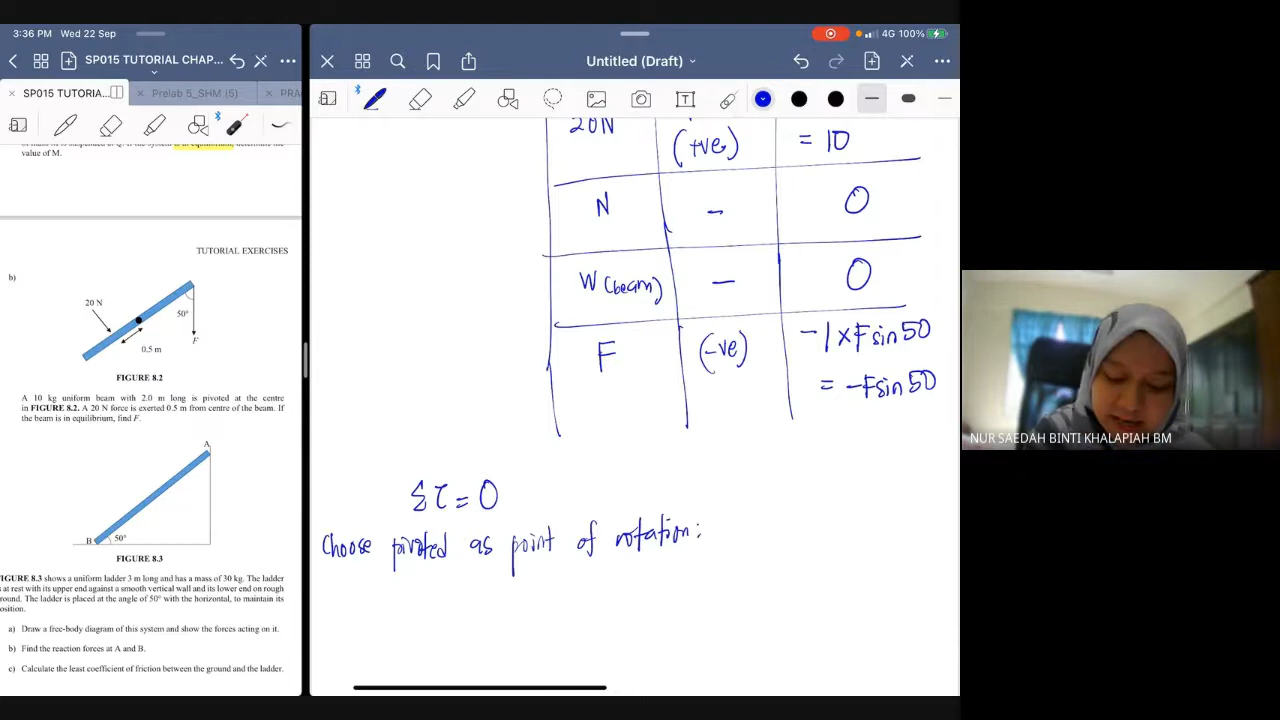 3:36 PM Wed 22 Sep
4G 100%
SP015 TUTORIAL CHAP...
Untitled (Draft)
SP015 TUTORIA...
Prelab 5_SHM (5)
PRA
value of M.
TUTORIAL EXERCISES
b)
20 N
50°
F
0.5 m
FIGURE 8.2
A 10 kg uniform beam with 2.0 m long is pivoted at the centre
in FIGURE 8.2. A 20 N force is exerted 0.5 m from centre of the beam. If
the beam is in equilibrium, find F.
A
B
50°
FIGURE 8.3
IGURE 8.3 shows a uniform ladder 3 m long and has a mass of 30 kg. The ladder
at rest with its upper end against a smooth vertical wall and its lower end on rough
round. The ladder is placed at the angle of 50° with the horizontal, to maintain its
osition.
a) Draw a free-body diagram of this system and show the forces acting on it.
b) Find the reaction forces at A and B.
c) Calculate the least coefficient of friction between the ground and the ladder.
20N (+ve) = 10
N - 0
W (beam) - 0
F (-ve) -1 × F sin 50
= -F sin 50
Στ = 0
Choose pivoted as point of rotation:
NUR SAEDAH BINTI KHALAPIAH BM